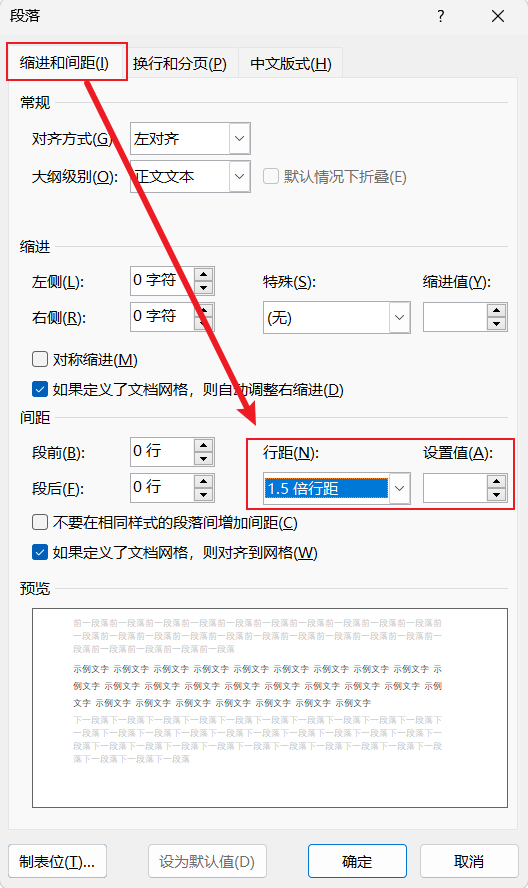 段落
?
缩进和间距(I) 换行和分页(P) 中文版式(H)
常规
对齐方式(G) 左对齐
大纲级别(O): 正文文本 默认情况下折叠(E)
缩进
左侧(L): 0 字符 特殊(S): 缩进值(Y):
右侧(R): 0 字符 (无)
对称缩进(M)
如果定义了文档网格，则自动调整右缩进(D)
间距
段前(B): 0 行 行距(N): 设置值(A):
段后(F): 0 行 1.5 倍行距
不要在相同样式的段落间增加间距(C)
如果定义了文档网格，则对齐到网格(W)
预览
前一段落前一段落前一段落前一段落前一段落前一段落前一段落前一段落前一段落
前一段落前一段落前一段落前一段落前一段落前一段落前一段落前一段落前一段落前一
段落前一段落前一段落前一段落前一段落
示例文字 示例文字 示例文字 示例文字 示例文字 示例文字 示例文字 示例文字 示例文字 示
例文字 示例文字 示例文字 示例文字 示例文字 示例文字 示例文字 示例文字 示例文字 示例
文字 示例文字 示例文字 示例文字 示例文字 示例文字 示例文字 示例文字
下一段落下一段落下一段落下一段落下一段落下一段落下一段落下一段落下一段落下
一段落下一段落下一段落下一段落下一段落下一段落下一段落下一段落下一段落下一段
落下一段落下一段落下一段落下一段落下一段落下一段落下一段落下一段落下一段落下一
段落下一段落下一段落下一段落
制表位(T)... 设为默认值(D) 确定 取消